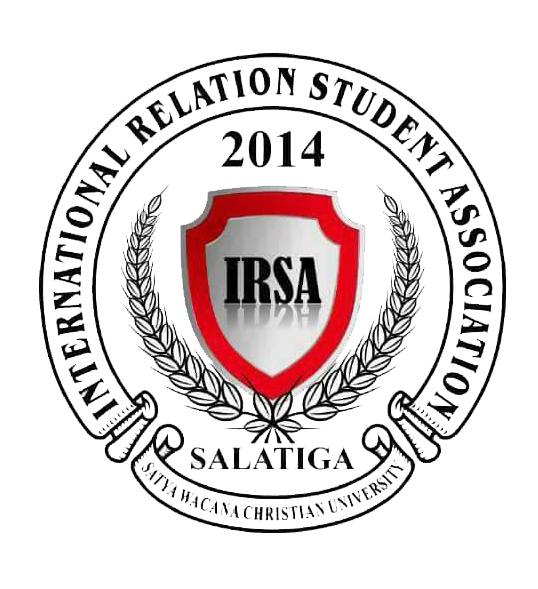 INTERNATIONAL RELATION STUDENT ASSOCIATION
2014
IRSA
SALATIGA
SATYA WACANA CHRISTIAN UNIVERSITY